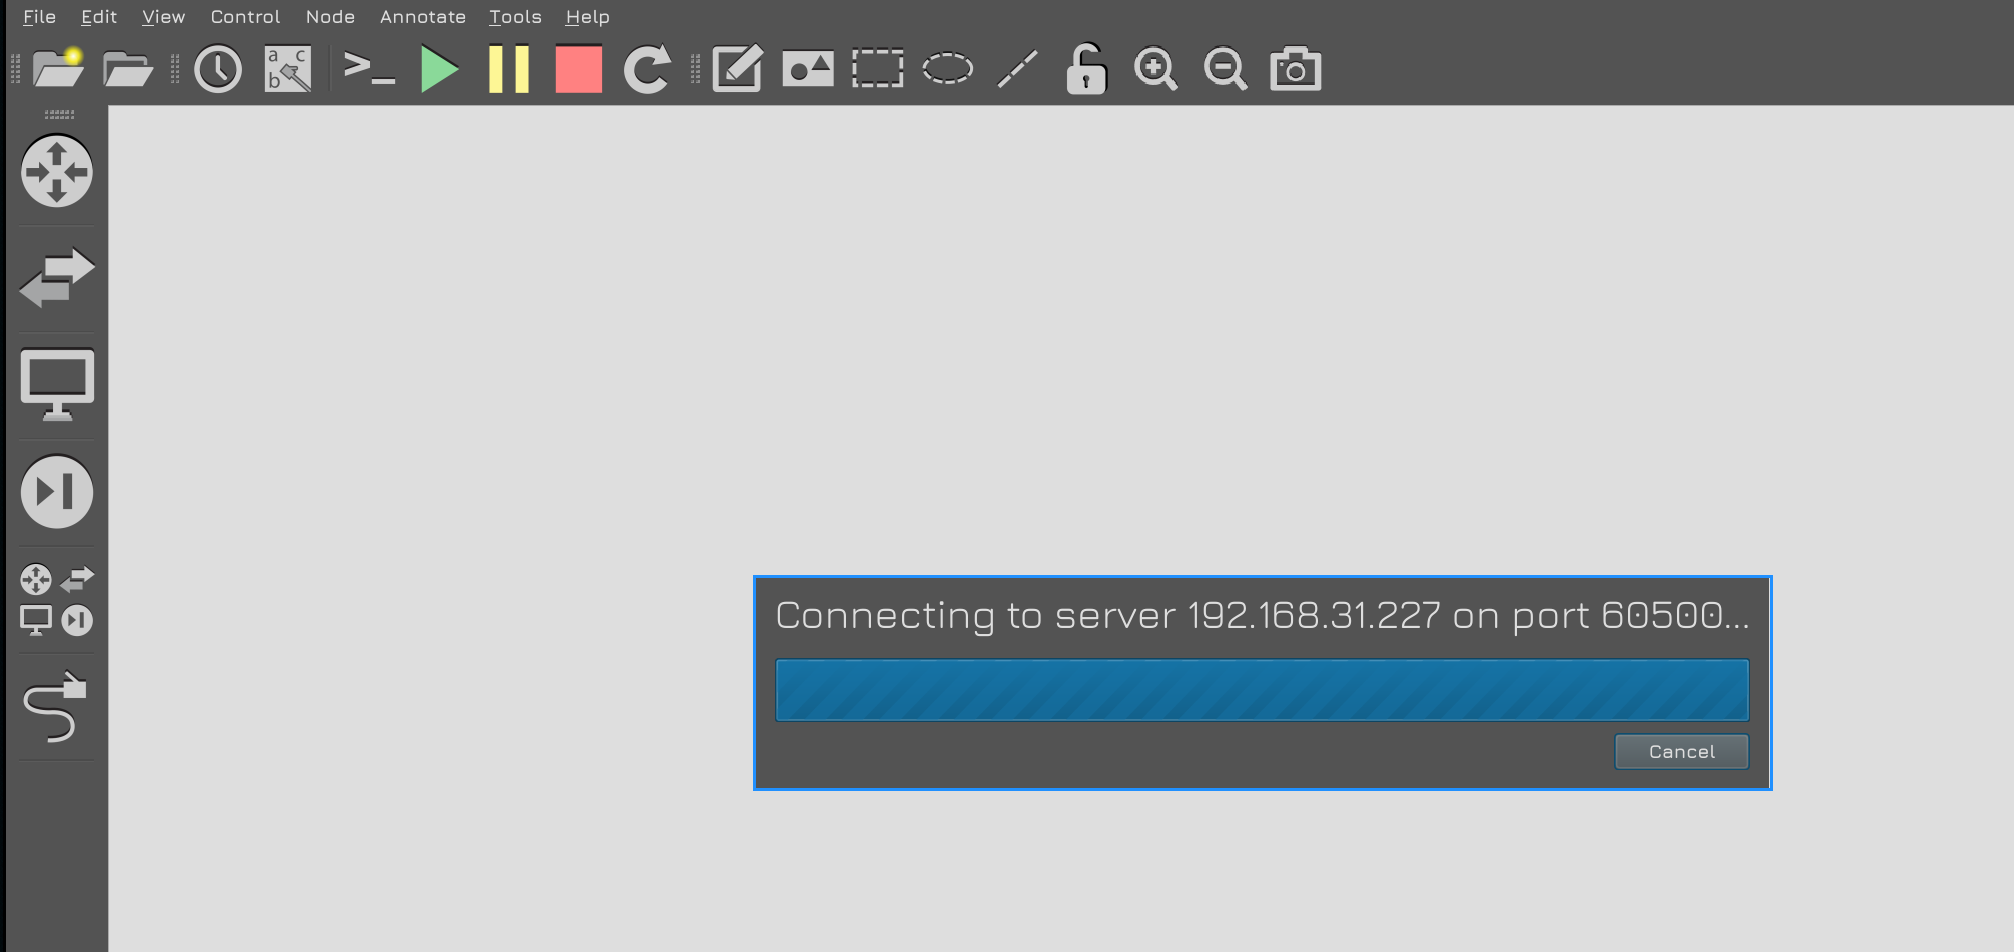 File Edit View Control Node Annotate Tools Help
a c
b
>_
Connecting to server 192.168.31.227 on port 60500...
Cancel